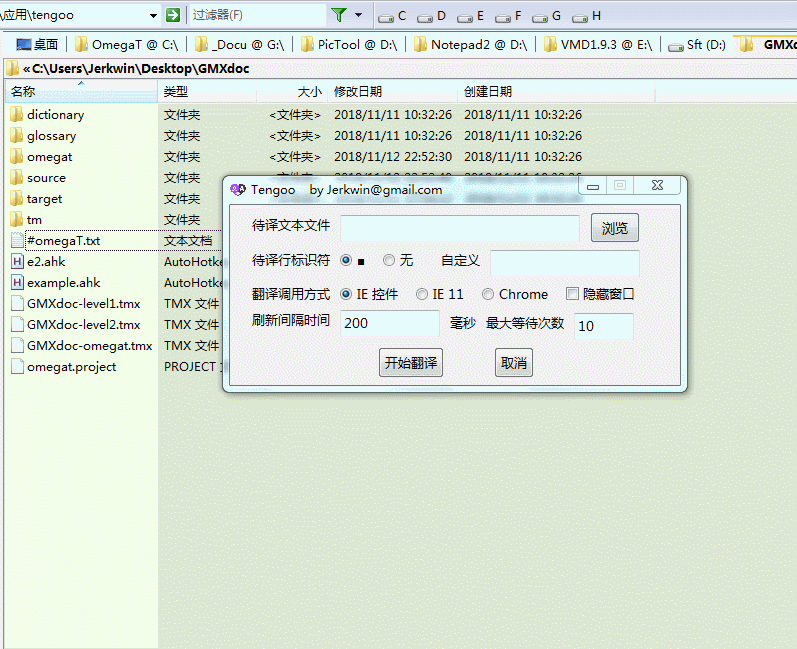 \应用\tengoo 过滤器(F) C D E F G H
桌面 OmegaT @ C:\ _Docu @ G:\ PicTool @ D:\ Notepad2 @ D:\ VMD1.9.3 @ E:\ Sft (D:) GMXd
«C:\Users\Jerkwin\Desktop\GMXdoc
名称 类型 大小 修改日期 创建日期
dictionary 文件夹 <文件夹> 2018/11/11 10:32:26 2018/11/11 10:32:26
glossary 文件夹 <文件夹> 2018/11/11 10:32:26 2018/11/11 10:32:26
omegat 文件夹 <文件夹> 2018/11/12 22:52:30 2018/11/11 10:32:26
source 文件夹
target 文件夹
tm 文件夹
#omegaT.txt 文本文档
e2.ahk AutoHotke
example.ahk AutoHotke
GMXdoc-level1.tmx TMX 文件
GMXdoc-level2.tmx TMX 文件
GMXdoc-omegat.tmx TMX 文件
omegat.project PROJECT
Tengoo by Jerkwin@gmail.com
待译文本文件 浏览
待译行标识符 ■ 无 自定义
翻译调用方式 IE 控件 IE 11 Chrome 隐藏窗口
刷新间隔时间 200 毫秒 最大等待次数 10
开始翻译 取消